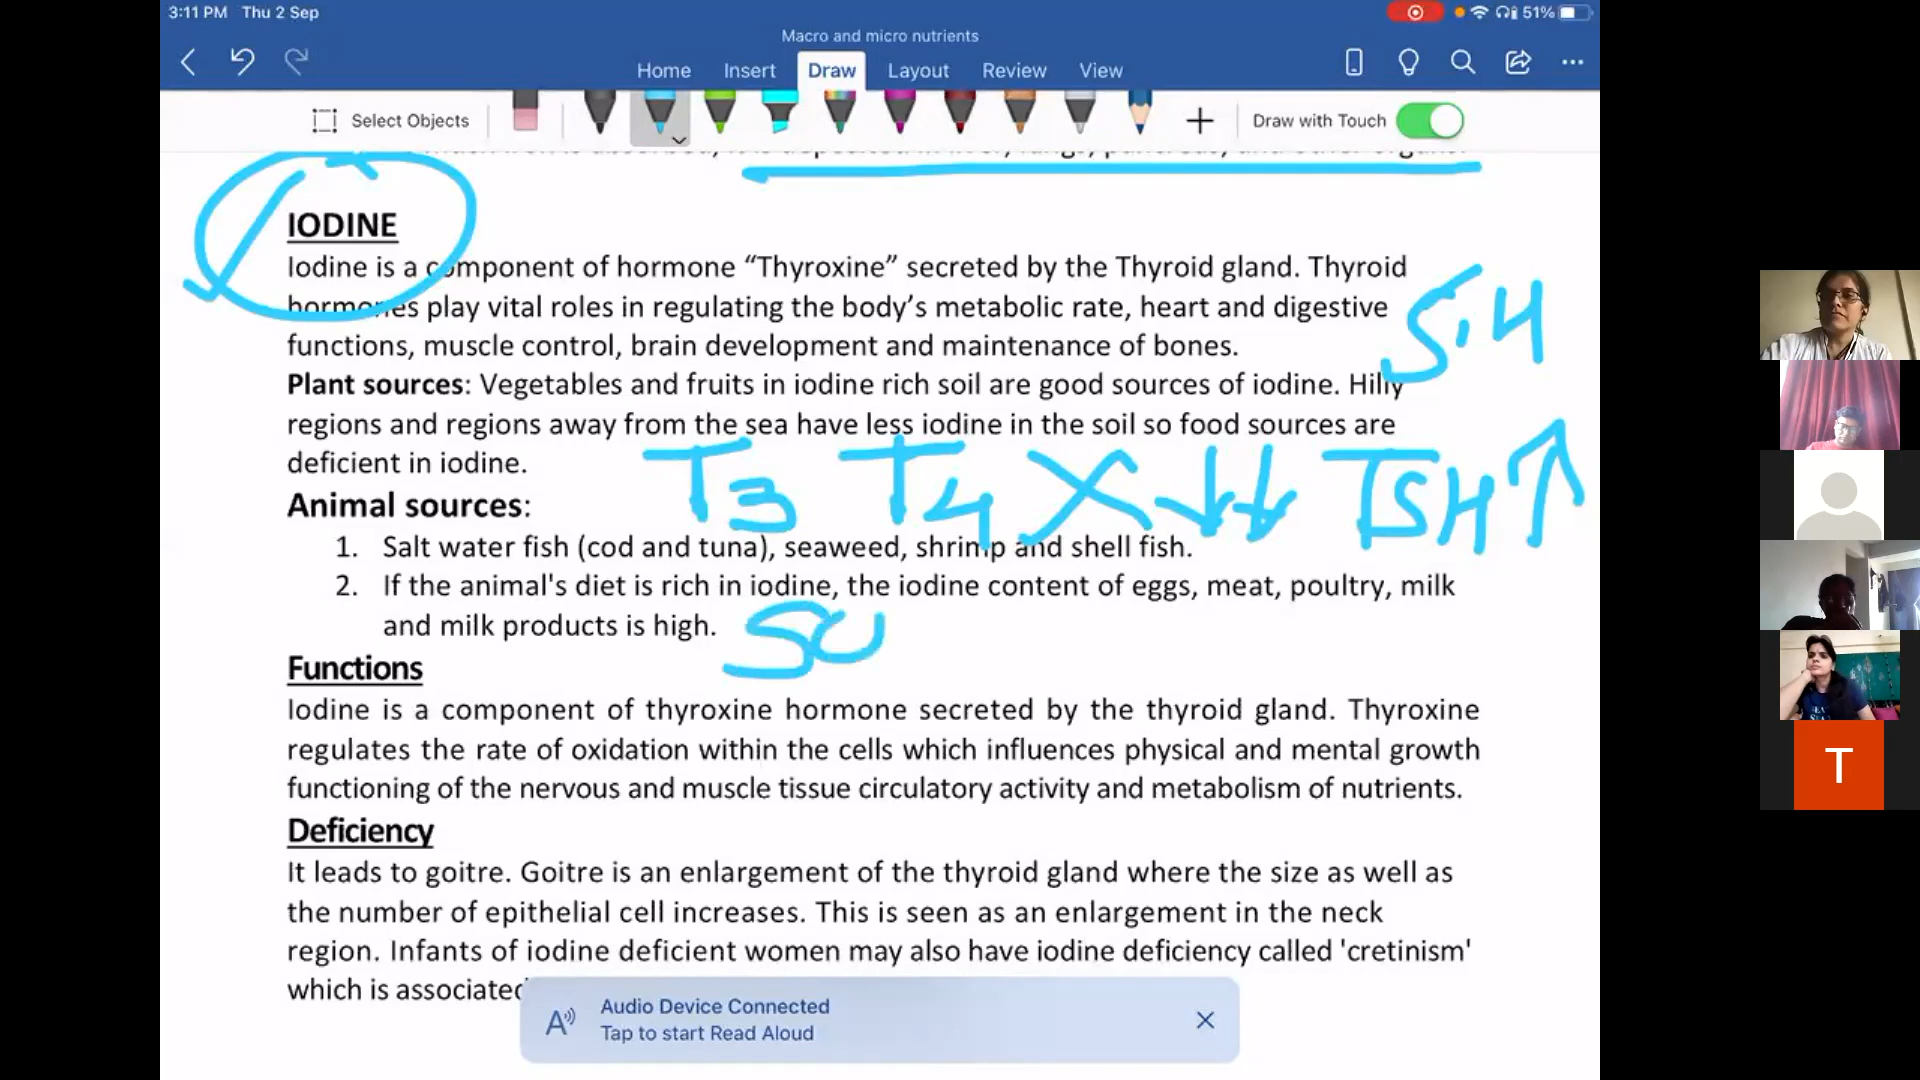 3:11 PM Thu 2 Sep
51%
Macro and micro nutrients
Home Insert Draw Layout Review View
Select Objects
Draw with Touch
IODINE
Iodine is a component of hormone “Thyroxine” secreted by the Thyroid gland. Thyroid
hormones play vital roles in regulating the body’s metabolic rate, heart and digestive
functions, muscle control, brain development and maintenance of bones.
Plant sources: Vegetables and fruits in iodine rich soil are good sources of iodine. Hilly
regions and regions away from the sea have less iodine in the soil so food sources are
deficient in iodine.
T3 T4 X ↓↓ TSH ↑
Animal sources:
1. Salt water fish (cod and tuna), seaweed, shrimp and shell fish.
2. If the animal's diet is rich in iodine, the iodine content of eggs, meat, poultry, milk
and milk products is high.
Functions
Iodine is a component of thyroxine hormone secreted by the thyroid gland. Thyroxine
regulates the rate of oxidation within the cells which influences physical and mental growth
functioning of the nervous and muscle tissue circulatory activity and metabolism of nutrients.
Deficiency
It leads to goitre. Goitre is an enlargement of the thyroid gland where the size as well as
the number of epithelial cell increases. This is seen as an enlargement in the neck
region. Infants of iodine deficient women may also have iodine deficiency called 'cretinism'
which is associated
Audio Device Connected
Tap to start Read Aloud
T